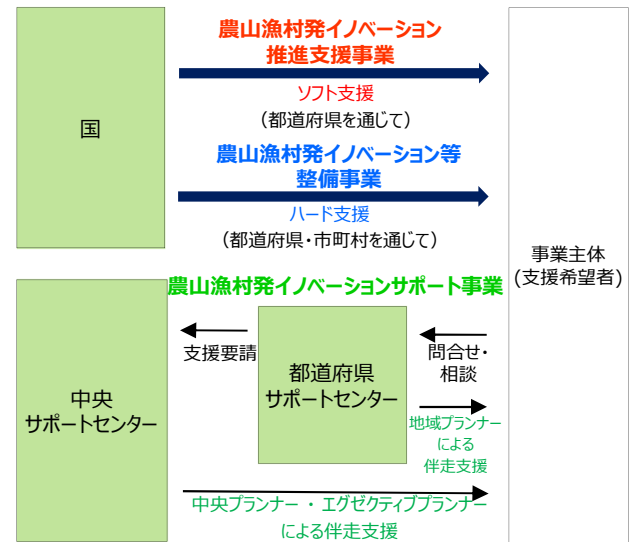 農山漁村発イノベーション
推進支援事業
ソフト支援
（都道府県を通じて）
国
農山漁村発イノベーション等
整備事業
ハード支援
（都道府県・市町村を通じて）
事業主体
(支援希望者)
農山漁村発イノベーションサポート事業
支援要請
問合せ・
相談
都道府県
サポートセンター
中央
サポートセンター
地域プランナー
による
伴走支援
中央プランナー ・ エグゼクティブプランナー
による伴走支援